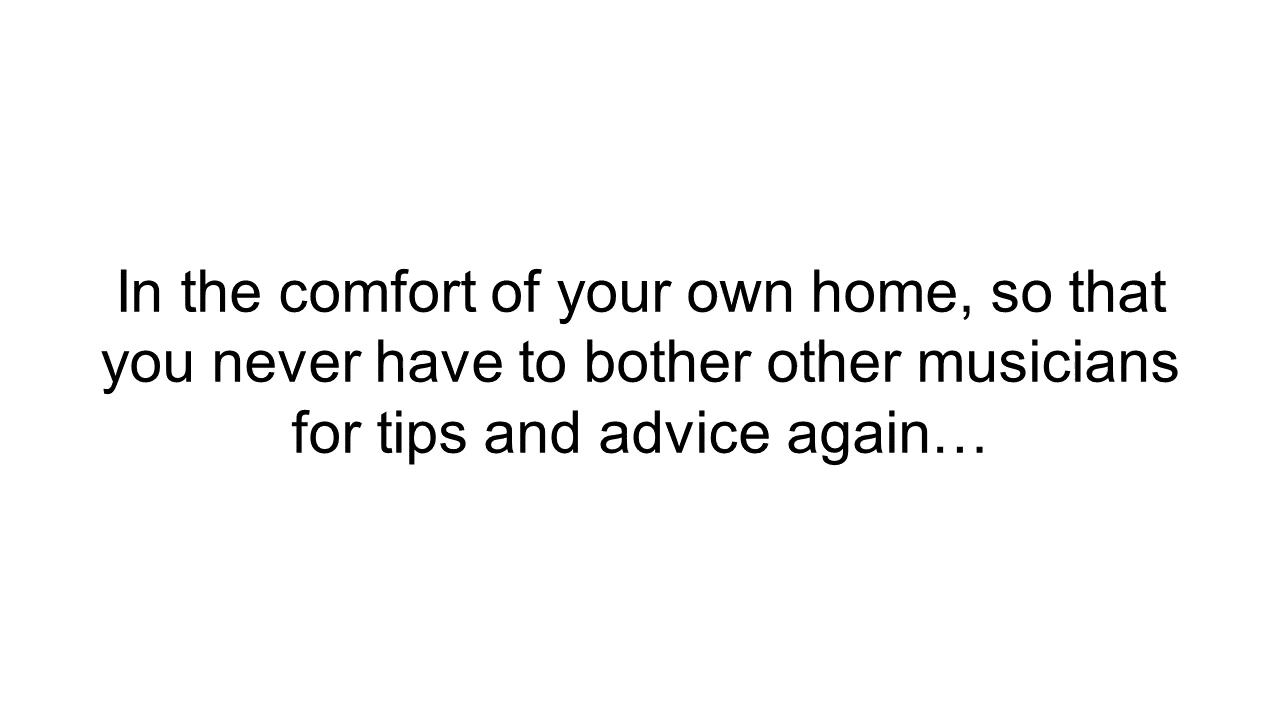 In the comfort of your own home, so that
you never have to bother other musicians
for tips and advice again…